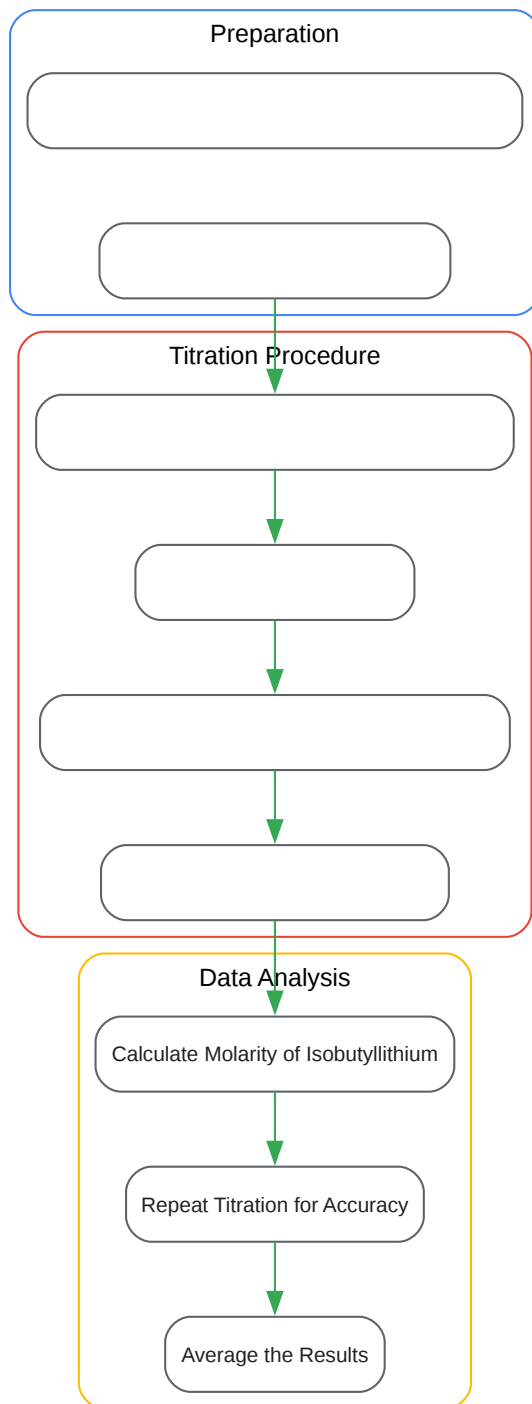 Preparation
Titration Procedure
Data Analysis
Calculate Molarity of Isobutyllithium
Repeat Titration for Accuracy
Average the Results